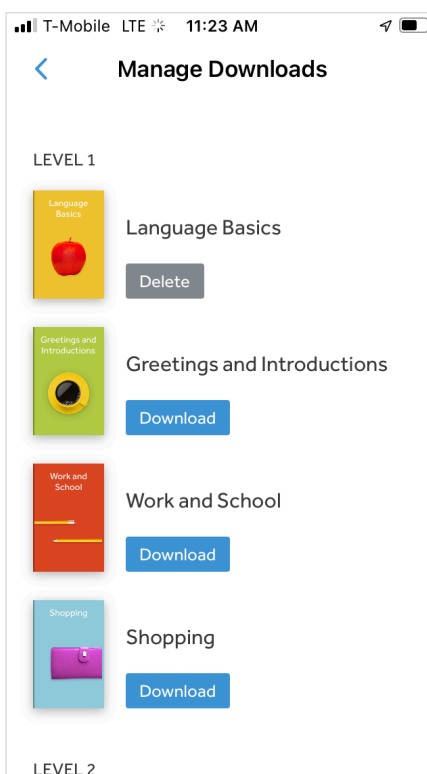 T-Mobile LTE 11:23 AM
Manage Downloads
LEVEL 1
Language
Basics
Language Basics
Delete
Greetings and
Introductions
Greetings and Introductions
Download
Work and
School
Work and School
Download
Shopping
Shopping
Download
LEVEL 2